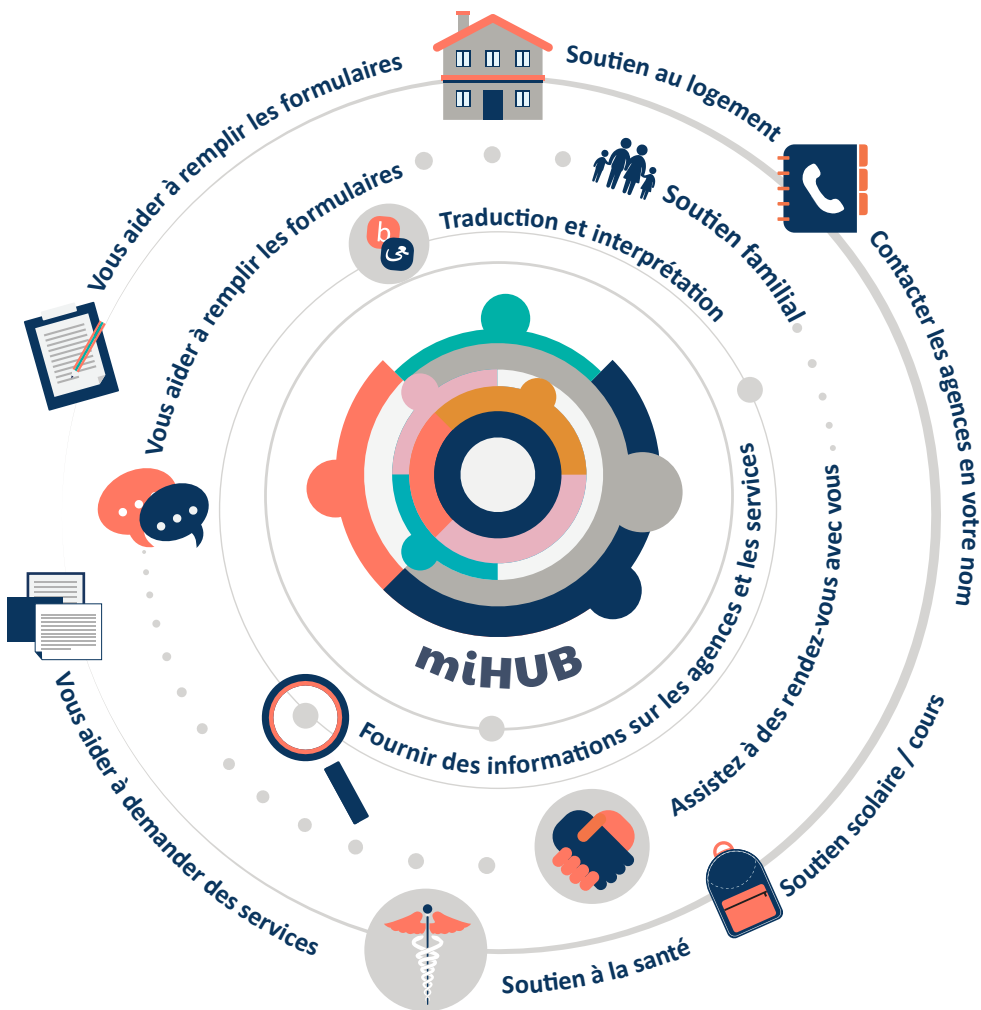 Vous aider à remplir les formulaires
Soutien au logement
Contacter les agences en votre nom
Soutien scolaire / cours
Soutien à la santé
Vous aider à demander des services
Vous aider à remplir les formulaires
Soutien familial
Assistez à des rendez-vous avec vous
b
عی
Traduction et interprétation
Fournir des informations sur les agences et les services
miHUB